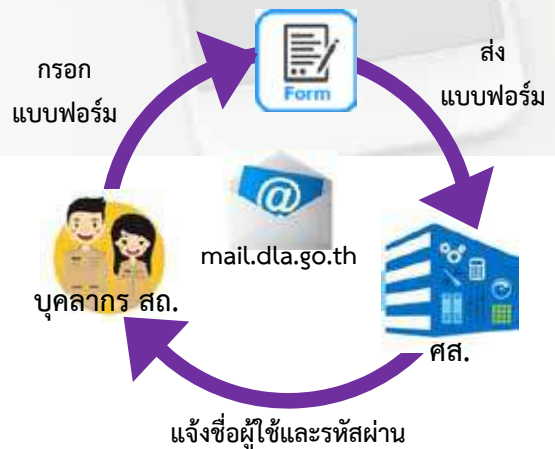 กรอก
แบบฟอร์ม
Form
ส่ง
แบบฟอร์ม
@
mail.dla.go.th
บุคลากร สถ.
ศส.
แจ้งชื่อผู้ใช้และรหัสผ่าน